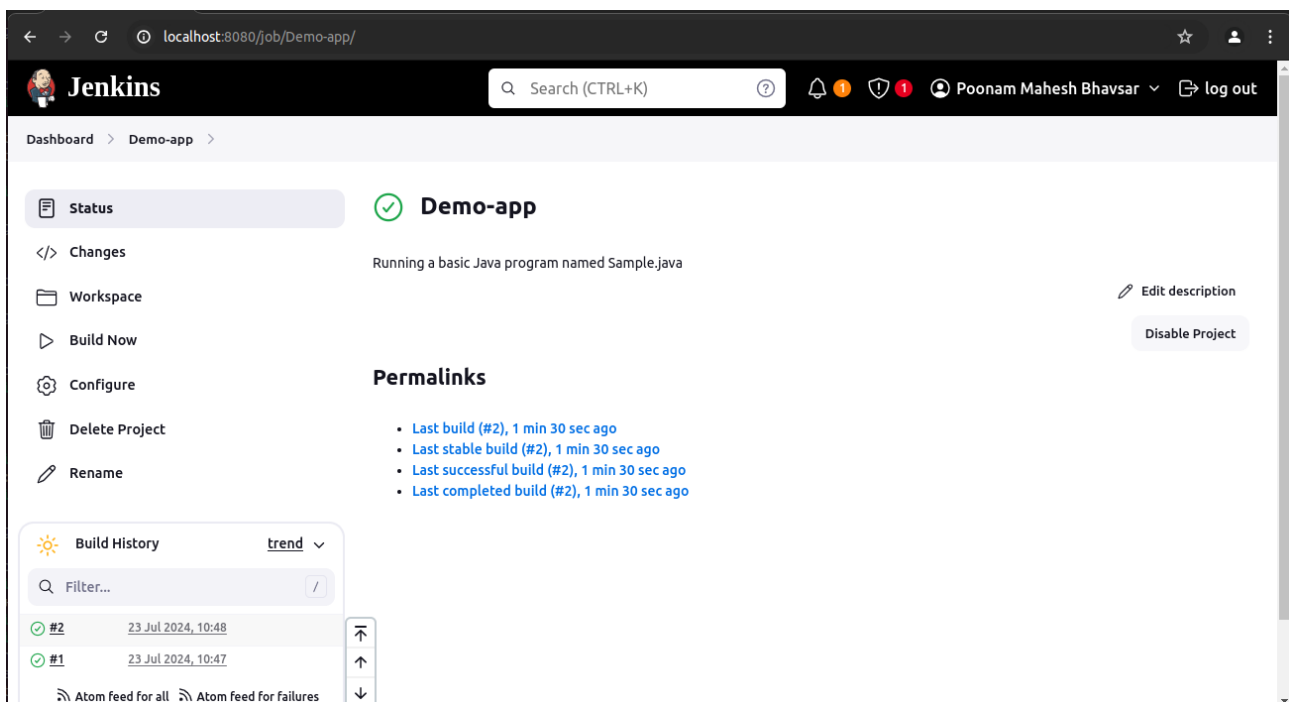 localhost:8080/job/Demo-app/
Jenkins
Search (CTRL+K)
?
1
1
Poonam Mahesh Bhavsar
log out
Dashboard > Demo-app >
Status
</> Changes
Workspace
Build Now
Configure
Delete Project
Rename
Demo-app
Running a basic Java program named Sample.java
Edit description
Disable Project
Permalinks
Last build (#2), 1 min 30 sec ago
Last stable build (#2), 1 min 30 sec ago
Last successful build (#2), 1 min 30 sec ago
Last completed build (#2), 1 min 30 sec ago
Build History trend
Filter... /
#2 23 Jul 2024, 10:48
#1 23 Jul 2024, 10:47
Atom feed for all Atom feed for failures